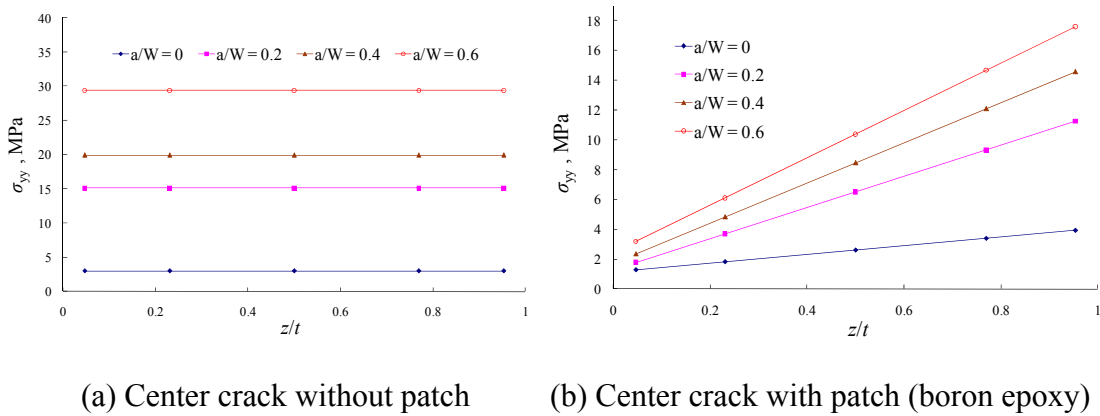 40
35
30
25
20
15
10
5
0
σyy , MPa
a/W = 0 a/W = 0.2 a/W = 0.4 a/W = 0.6
0 0.2 0.4 0.6 0.8 1
z/t
(a) Center crack without patch
18
16
14
12
10
8
6
4
2
0
σyy , MPa
a/W = 0
a/W = 0.2
a/W = 0.4
a/W = 0.6
0 0.2 0.4 0.6 0.8 1
z/t
(b) Center crack with patch (boron epoxy)